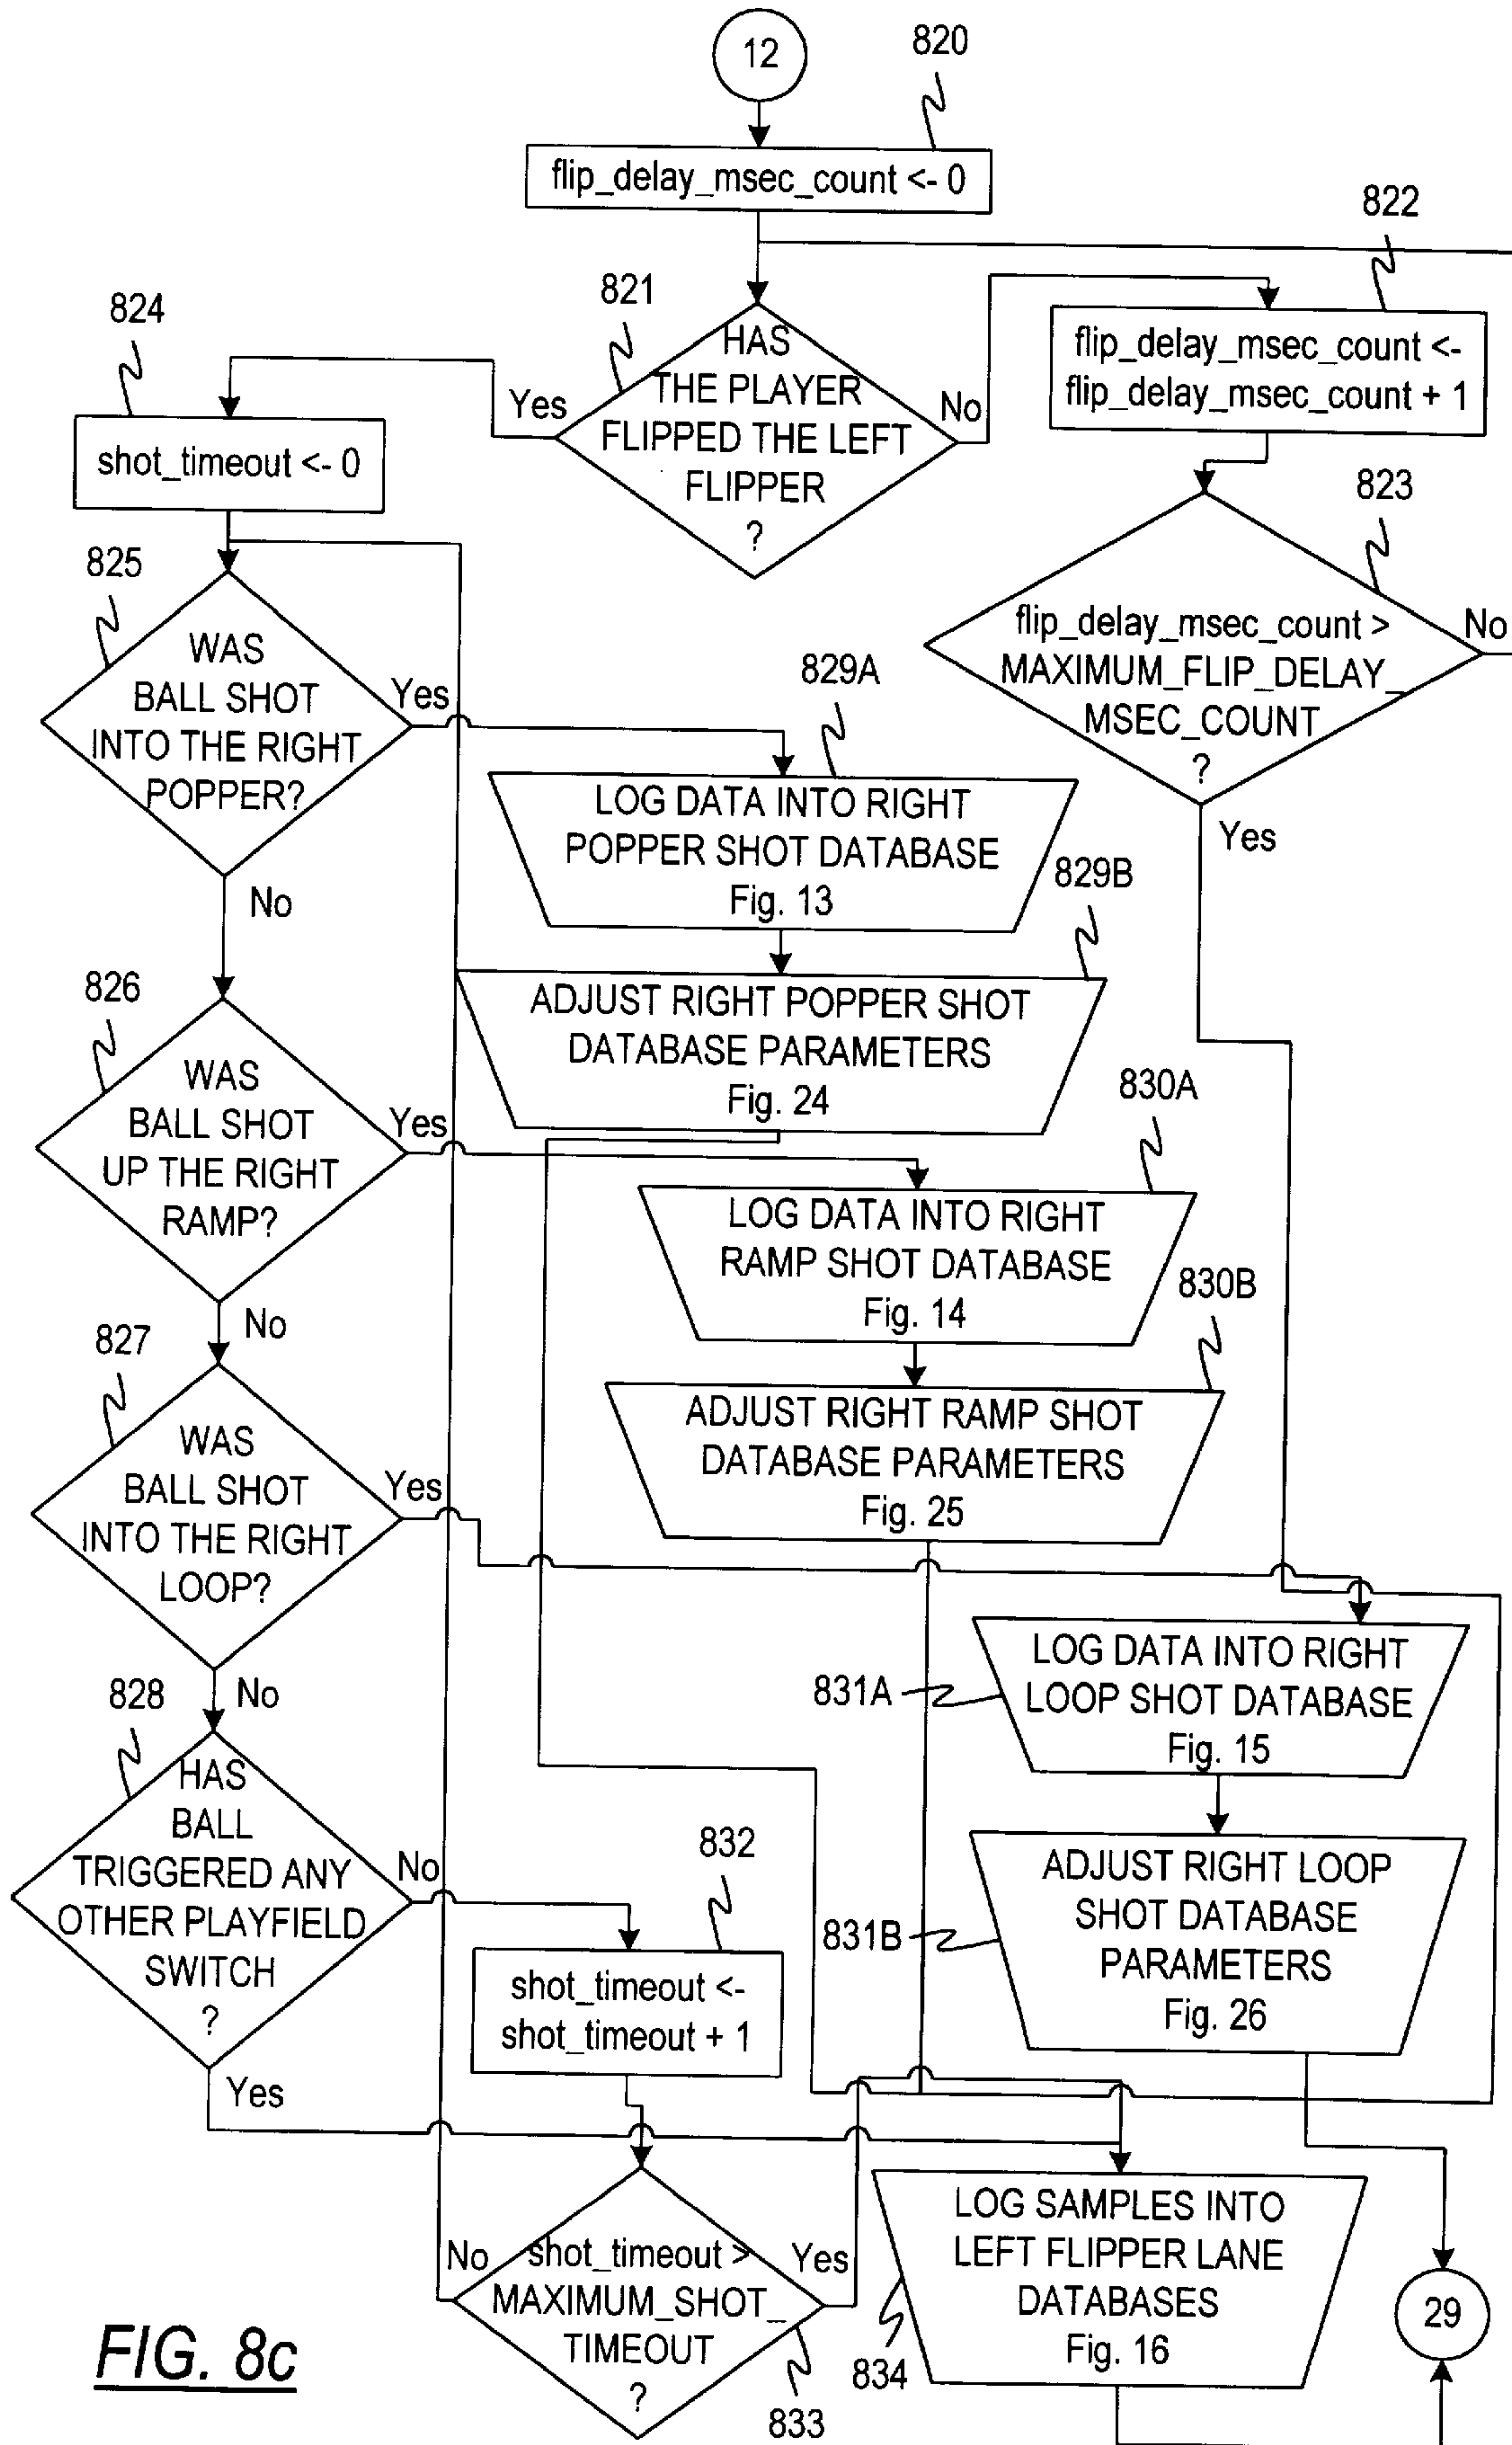 12
820
flip_delay_msec_count <- 0
822
821
824
HAS
THE PLAYER
FLIPPED THE LEFT
FLIPPER
?
Yes
No
flip_delay_msec_count <-
flip_delay_msec_count + 1
shot_timeout <- 0
823
825
flip_delay_msec_count >
MAXIMUM_FLIP_DELAY_
MSEC_COUNT
?
No
Yes
WAS
BALL SHOT
INTO THE RIGHT
POPPER?
Yes
No
829A
LOG DATA INTO RIGHT
POPPER SHOT DATABASE
Fig. 13
829B
ADJUST RIGHT POPPER SHOT
DATABASE PARAMETERS
Fig. 24
826
WAS
BALL SHOT
UP THE RIGHT
RAMP?
Yes
No
830A
LOG DATA INTO RIGHT
RAMP SHOT DATABASE
Fig. 14
830B
ADJUST RIGHT RAMP SHOT
DATABASE PARAMETERS
Fig. 25
827
WAS
BALL SHOT
INTO THE RIGHT
LOOP?
Yes
No
831A
LOG DATA INTO RIGHT
LOOP SHOT DATABASE
Fig. 15
831B
ADJUST RIGHT LOOP
SHOT DATABASE
PARAMETERS
Fig. 26
828
HAS
BALL
TRIGGERED ANY
OTHER PLAYFIELD
SWITCH
?
No
Yes
832
shot_timeout <-
shot_timeout + 1
No
shot_timeout >
MAXIMUM_SHOT_
TIMEOUT
?
Yes
833
LOG SAMPLES INTO
LEFT FLIPPER LANE
DATABASES
Fig. 16
834
29
FIG. 8c